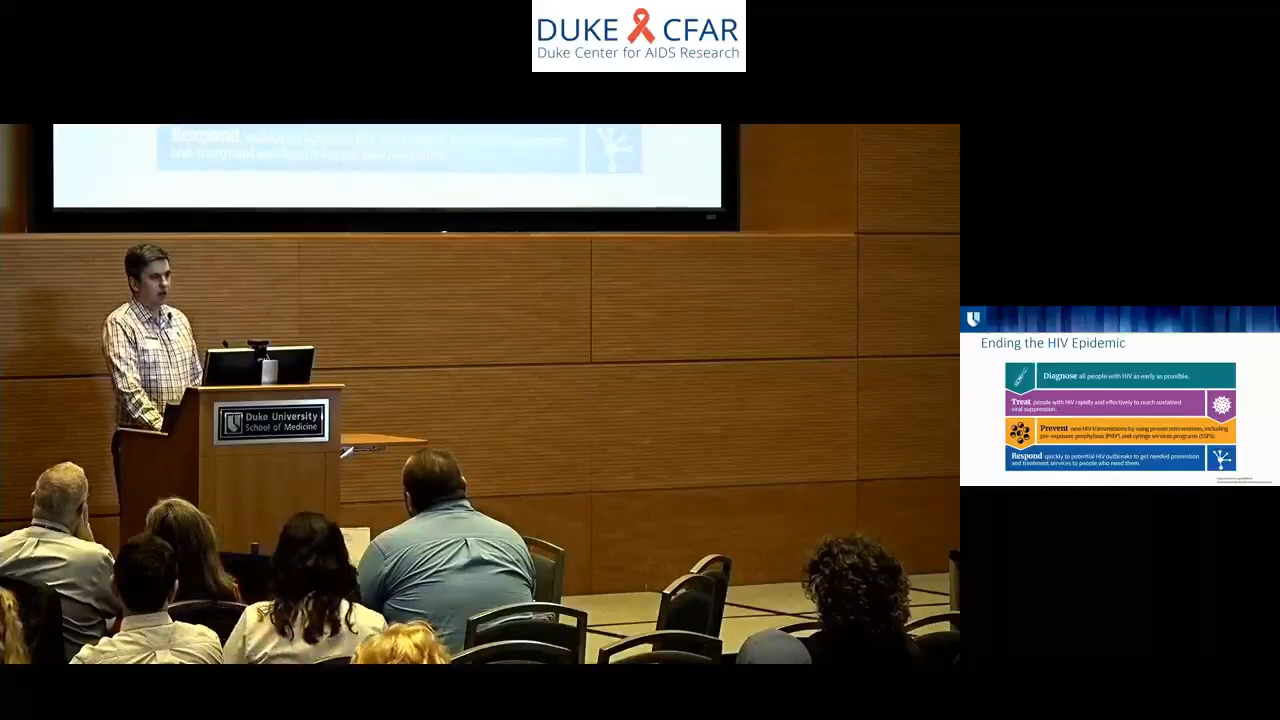 DUKE CFAR
Duke Center for AIDS Research
Respond
and treatment
Duke University
School of Medicine
Ending the HIV Epidemic
Diagnose all people with HIV as early as possible.
Treat people with HIV rapidly and effectively to reach sustained
viral suppression.
Prevent new HIV transmissions by using proven interventions, including
pre-exposure prophylaxis (PrEP) and syringe services programs (SSPs).
Respond quickly to potential HIV outbreaks to get needed prevention
and treatment services to people who need them.